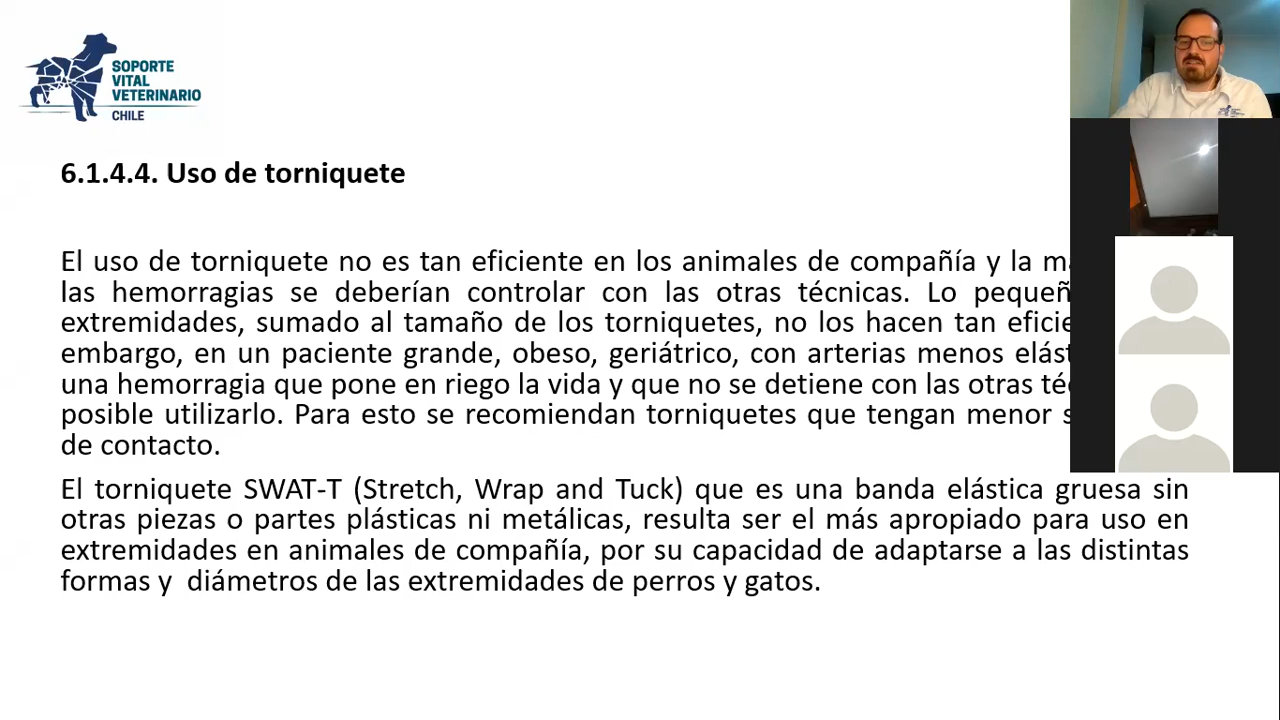 SOPORTE
VITAL
VETERINARIO
CHILE
6.1.4.4. Uso de torniquete
El uso de torniquete no es tan eficiente en los animales de compañía y la
las hemorragias se deberían controlar con las otras técnicas. Lo
extremidades, sumado al tamaño de los torniquetes, no los hacen tan
embargo, en un paciente grande, obeso, geriátrico, con arterias menos
una hemorragia que pone en riego la vida y que no se detiene con las otras
posible utilizarlo. Para esto se recomiendan torniquetes que tengan menor
de contacto.
El torniquete SWAT-T (Stretch, Wrap and Tuck) que es una banda elástica gruesa sin
otras piezas o partes plásticas ni metálicas, resulta ser el más apropiado para uso en
extremidades en animales de compañía, por su capacidad de adaptarse a las distintas
formas y diámetros de las extremidades de perros y gatos.